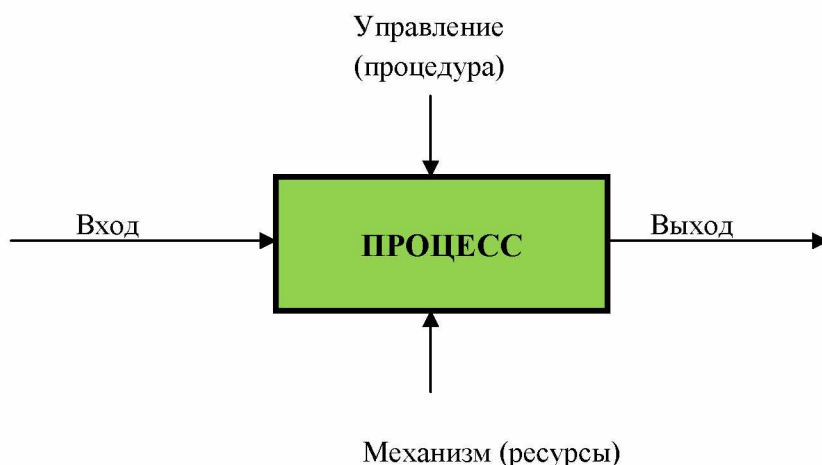 Управление
(процедура)
Вход
ПРОЦЕСС
Выход
Механизм (ресурсы)